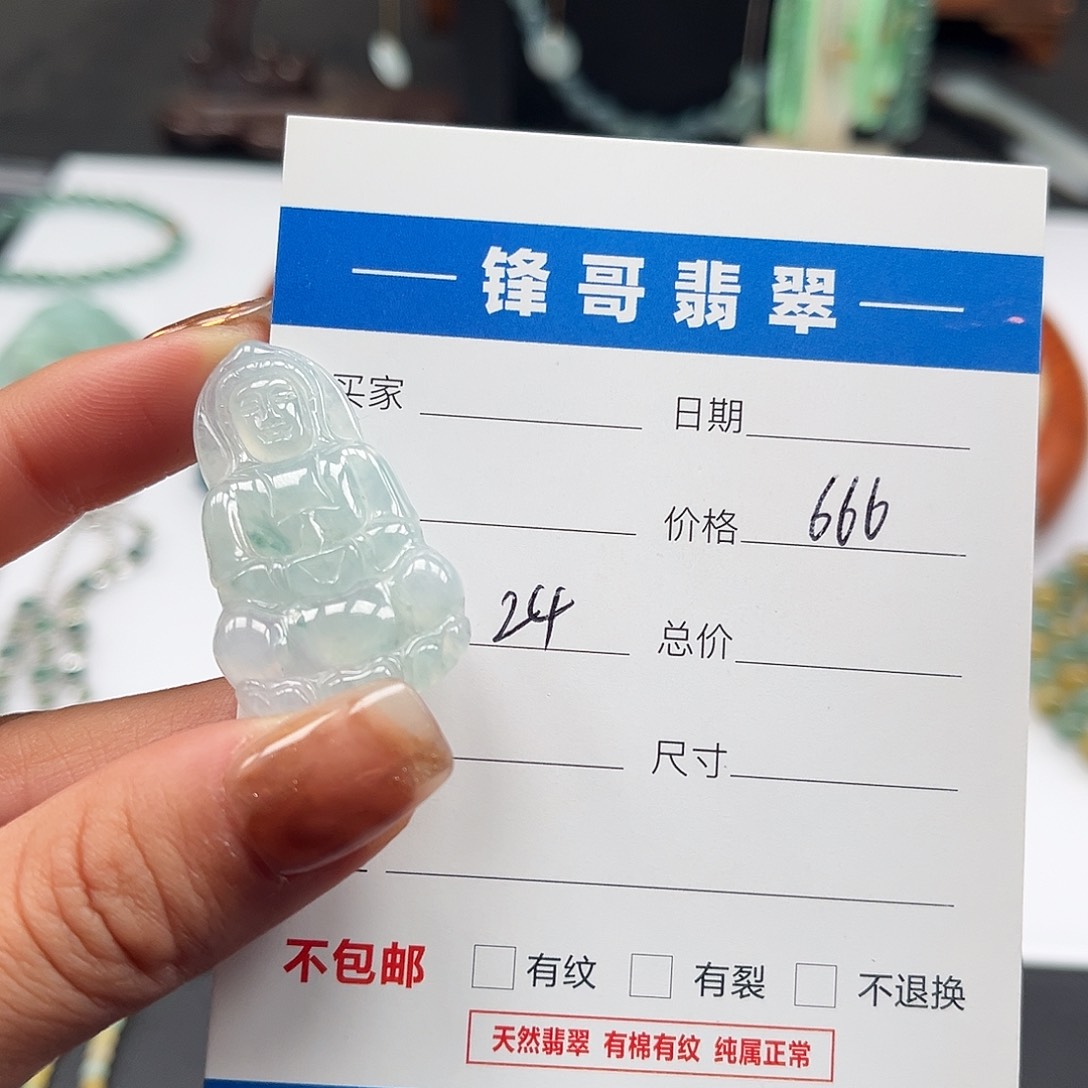 锋哥翡翠
买家 日期
价格 666
24 总价
尺寸
不包邮 有纹 有裂 不退换
天然翡翠 有棉有纹 纯属正常